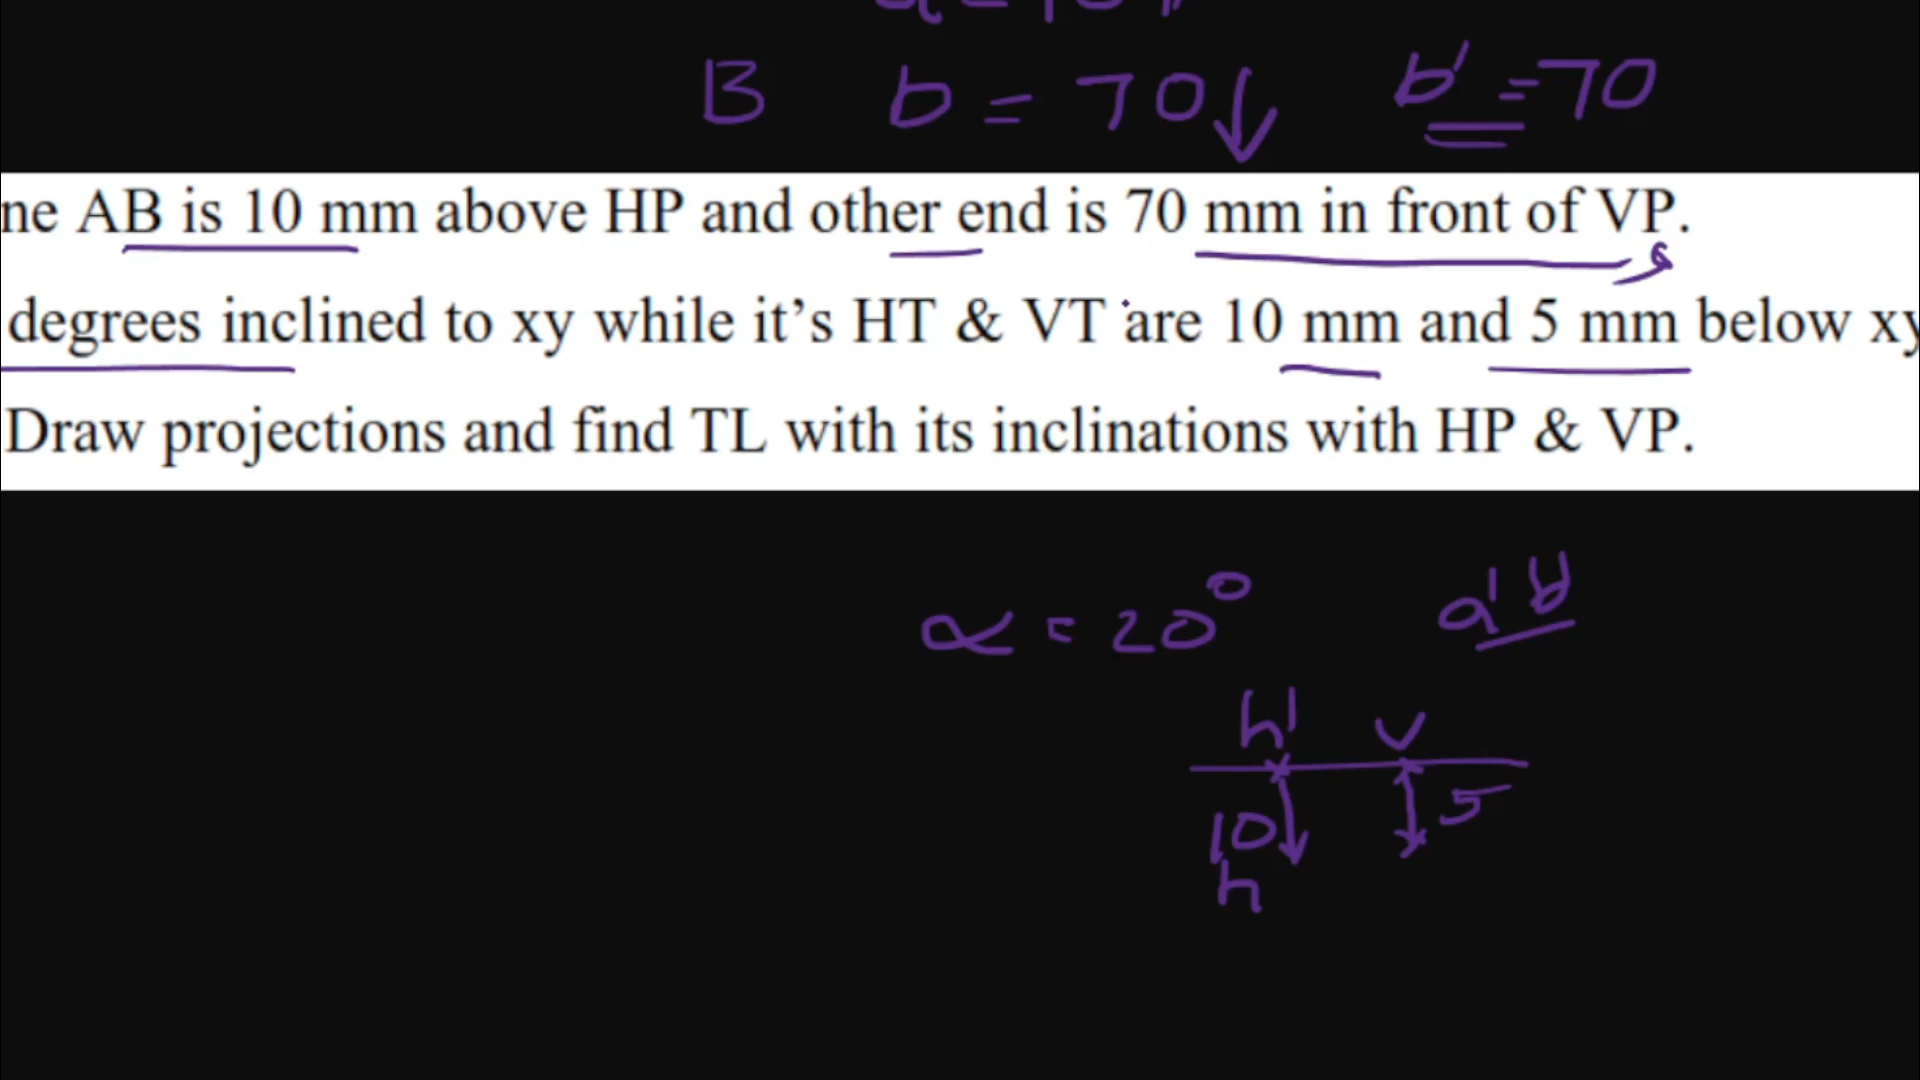 B b = 70↓ b' = 70
ne AB is 10 mm above HP and other end is 70 mm in front of VP.
degrees inclined to xy while it’s HT & VT are 10 mm and 5 mm below xy
Draw projections and find TL with its inclinations with HP & VP.
α = 20° a'b'
h' v
10 5
h